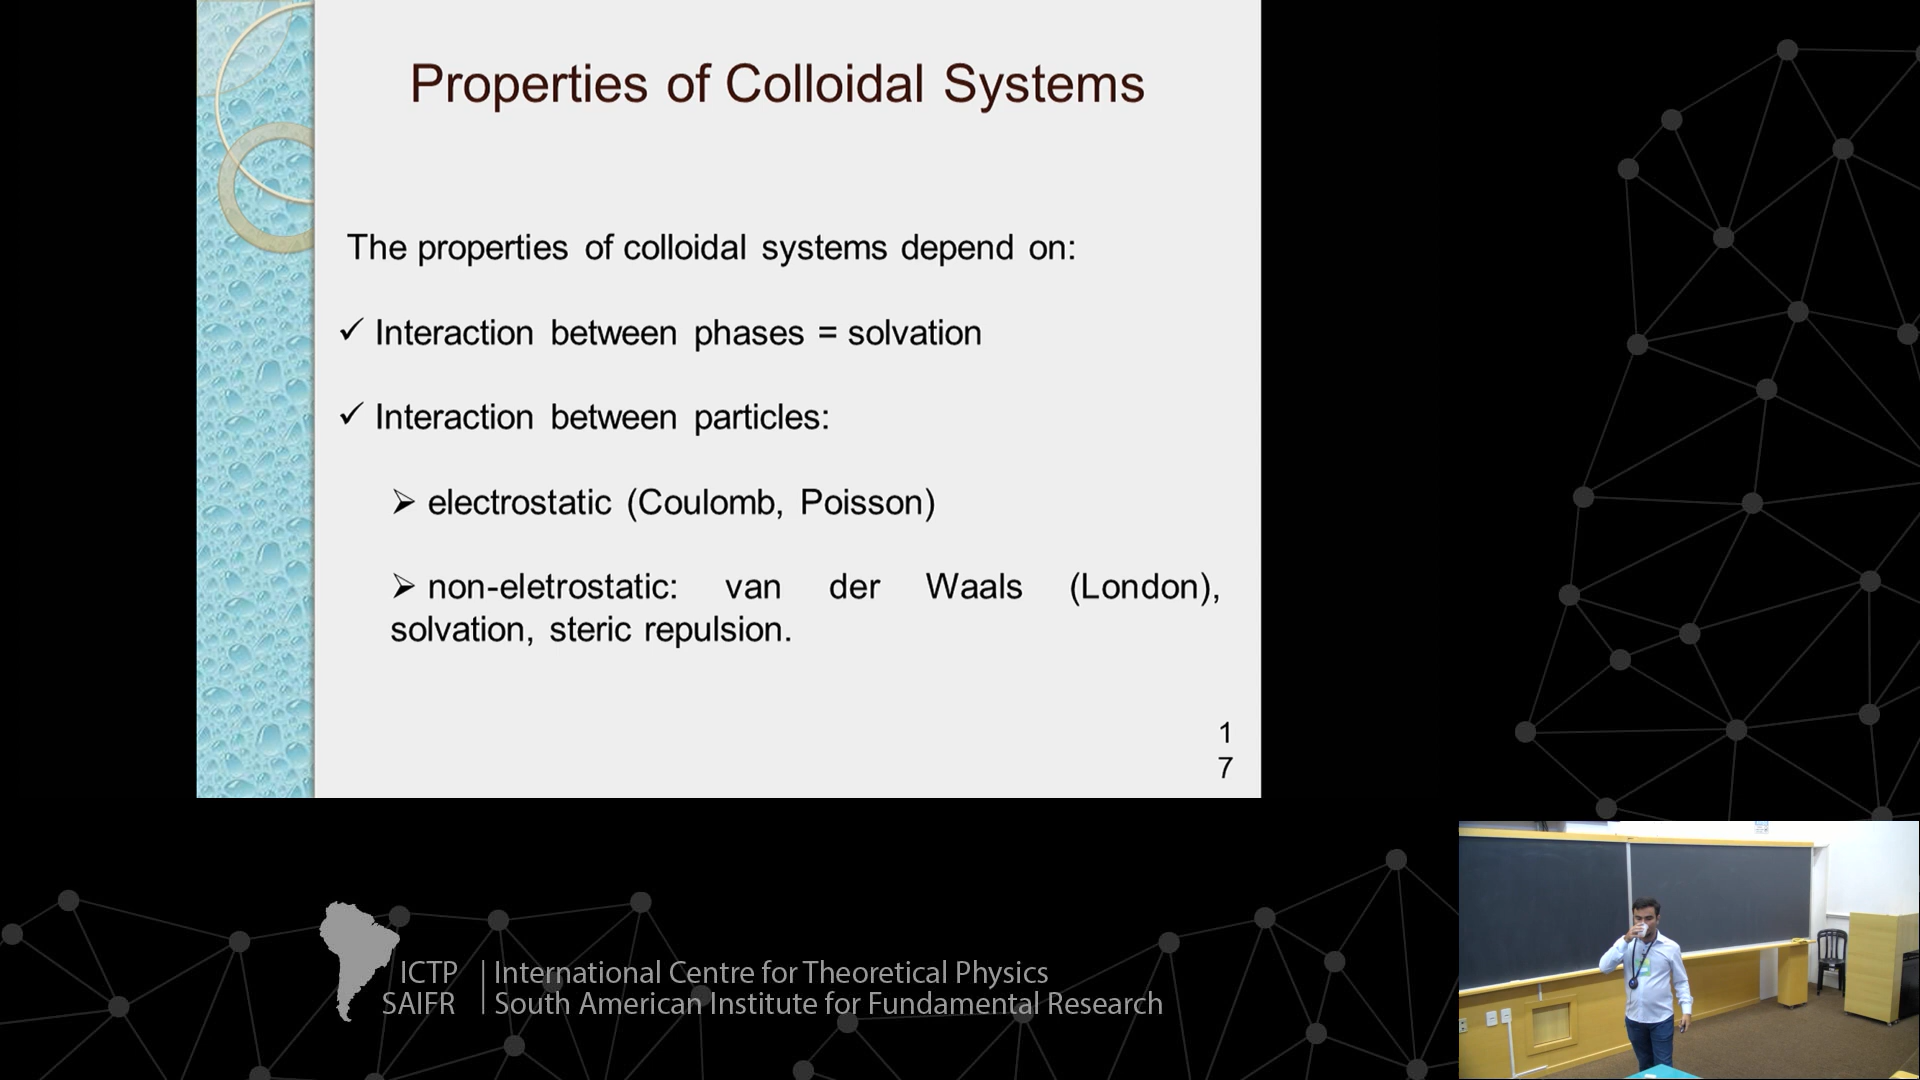 Properties of Colloidal Systems
The properties of colloidal systems depend on:
✓ Interaction between phases = solvation
✓ Interaction between particles:
➢ electrostatic (Coulomb, Poisson)
➢ non-eletrostatic: van der Waals (London),
solvation, steric repulsion.
1
7
ICTP | International Centre for Theoretical Physics
SAIFR | South American Institute for Fundamental Research